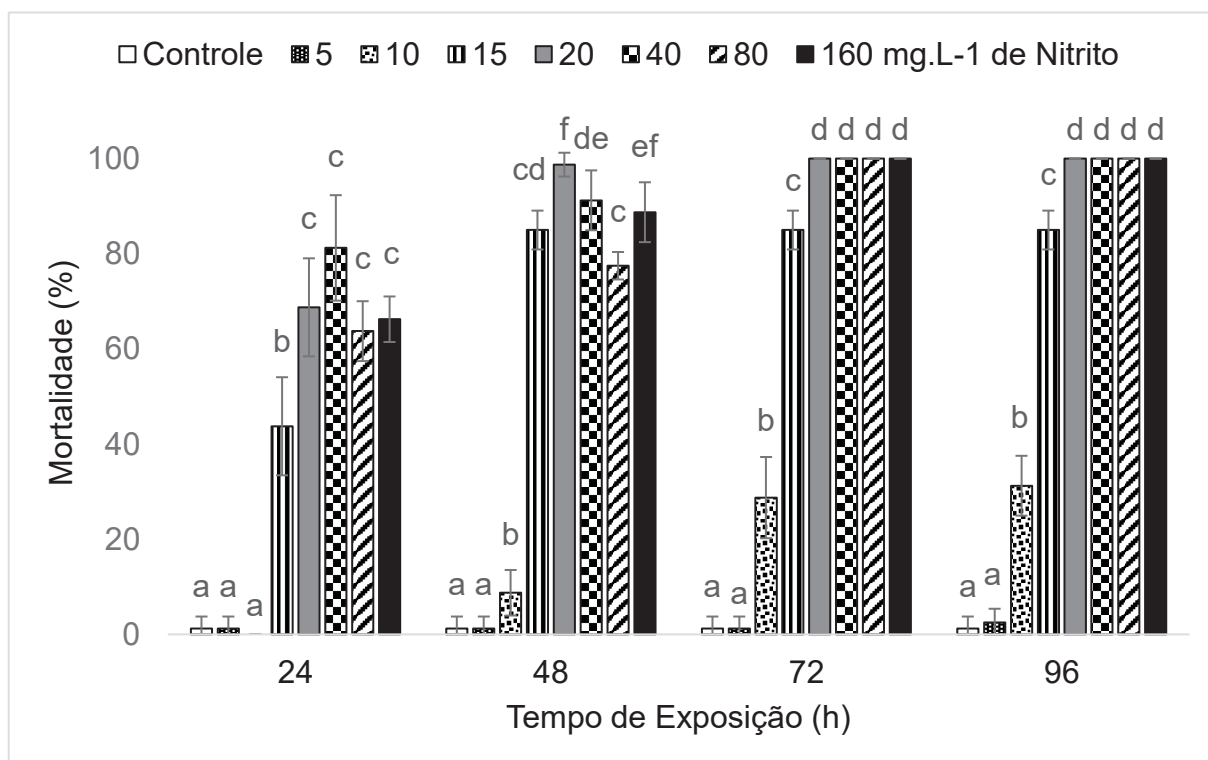 Controle 5 10 15 20 40 80 160 mg.L-1 de Nitrito
f
d d d d
d d d d
c
de
ef
100
cd
c
c
c
c
80
c
c
b
60
Mortalidade (%)
40
b
b
20
b
a a a
a a
a a
a a
0
24 48 72 96
Tempo de Exposição (h)